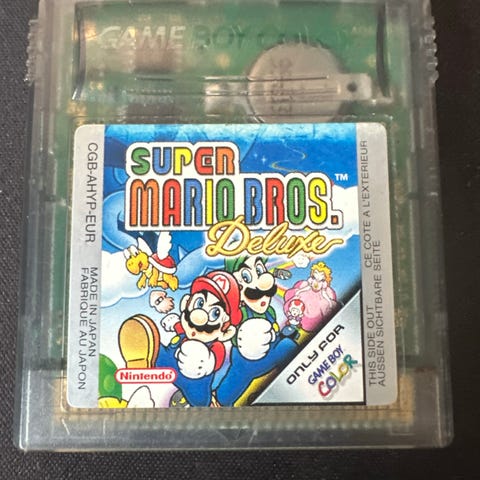 GAME BOY COLOR
CGB-AHYP-EUR
MADE IN JAPAN
FABRIQUE AU JAPON
SUPER
MARIO BROS.
TM
Deluxe
Nintendo
ONLY FOR
GAME BOY
COLOR
CE COTE A L'EXTERIEUR
THIS SIDE OUT
AUSSEN SICHTBARE SEITE